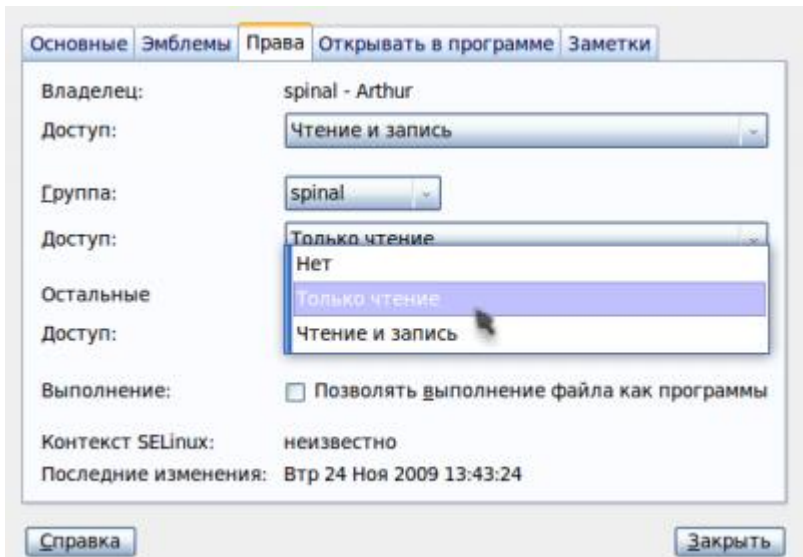 Основные Эмблемы Права Открывать в программе Заметки
Владелец: spinal - Arthur
Доступ: Чтение и запись
Группа: spinal
Доступ: Только чтение
Нет
Остальные Только чтение
Доступ: Чтение и запись
Выполнение: Позволять выполнение файла как программы
Контекст SELinux: неизвестно
Последние изменения: Втр 24 Ноя 2009 13:43:24
Справка Закрыть